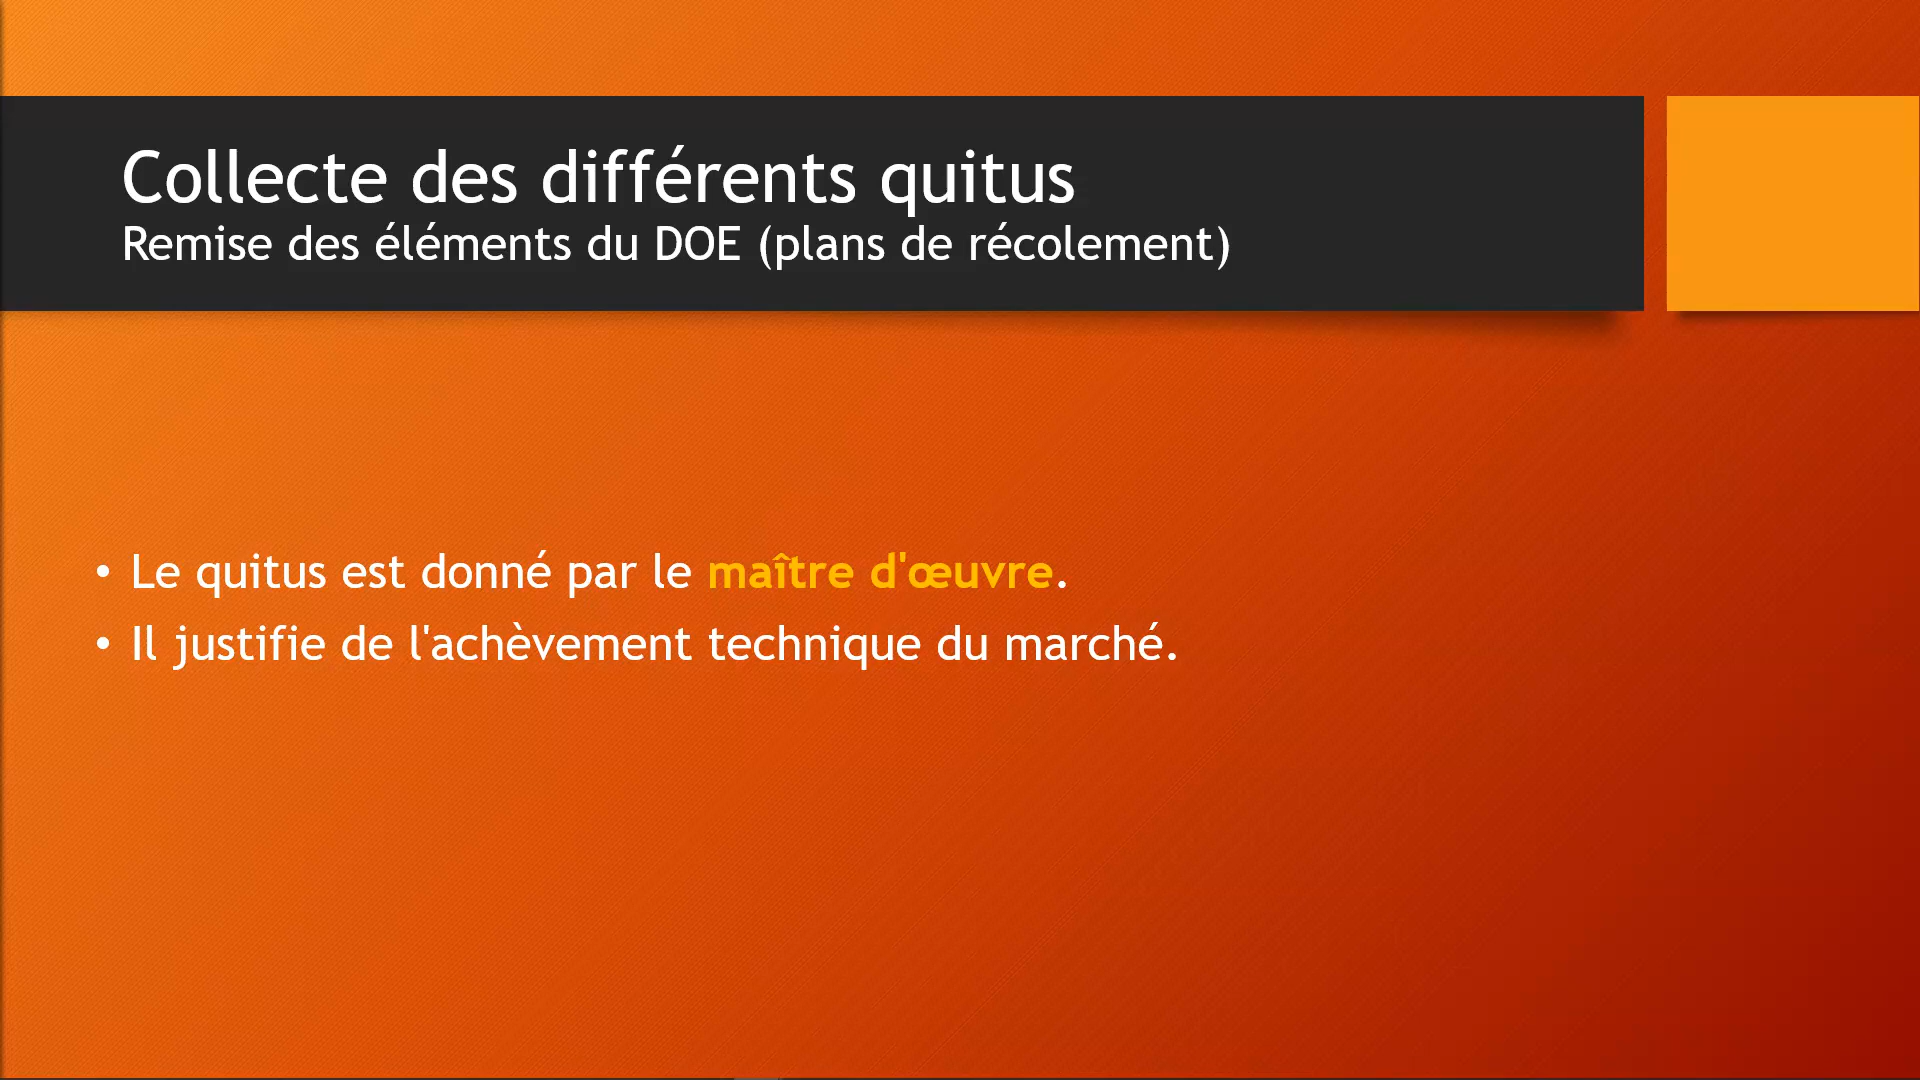 Collecte des différents quitus
Remise des éléments du DOE (plans de récolement)
• Le quitus est donné par le maître d'œuvre.
• Il justifie de l'achèvement technique du marché.